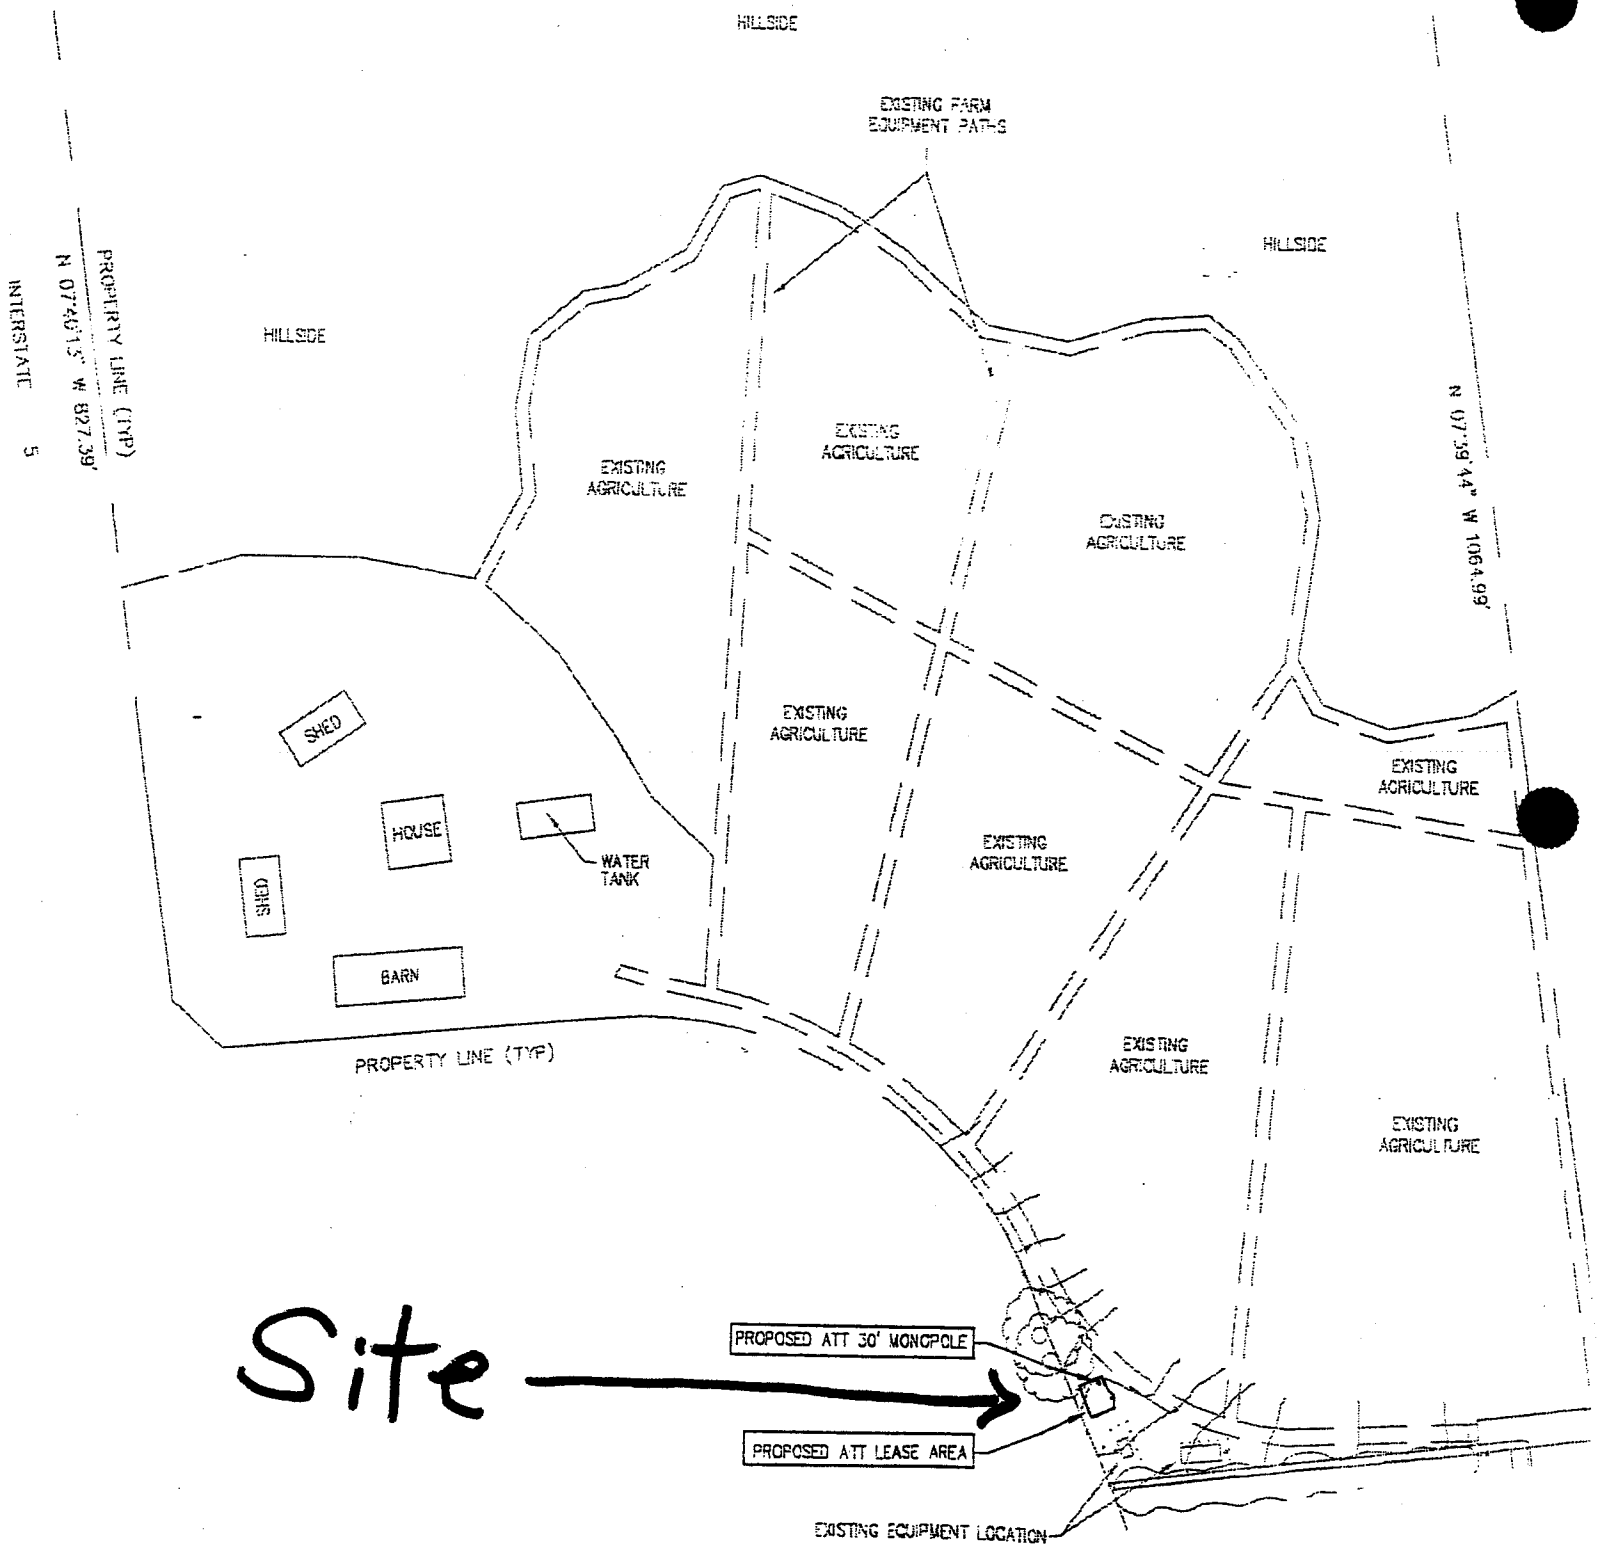 HILLSIDE
EXISTING FARM
EQUIPMENT PATHS
HILLSIDE
HILLSIDE
PROPERTY LINE (TYP)
N 07°40'13" W 827.39'
INTERSTATE 5
N 07°39'44" W 1064.99'
EXISTING
AGRICULTURE
EXISTING
AGRICULTURE
EXISTING
AGRICULTURE
SHED
EXISTING
AGRICULTURE
EXISTING
AGRICULTURE
HOUSE
WATER
TANK
EXISTING
AGRICULTURE
SHED
BARN
PROPERTY LINE (TYP)
EXISTING
AGRICULTURE
EXISTING
AGRICULTURE
Site
PROPOSED ATT 30' MONOPOLE
PROPOSED ATT LEASE AREA
EXISTING EQUIPMENT LOCATION